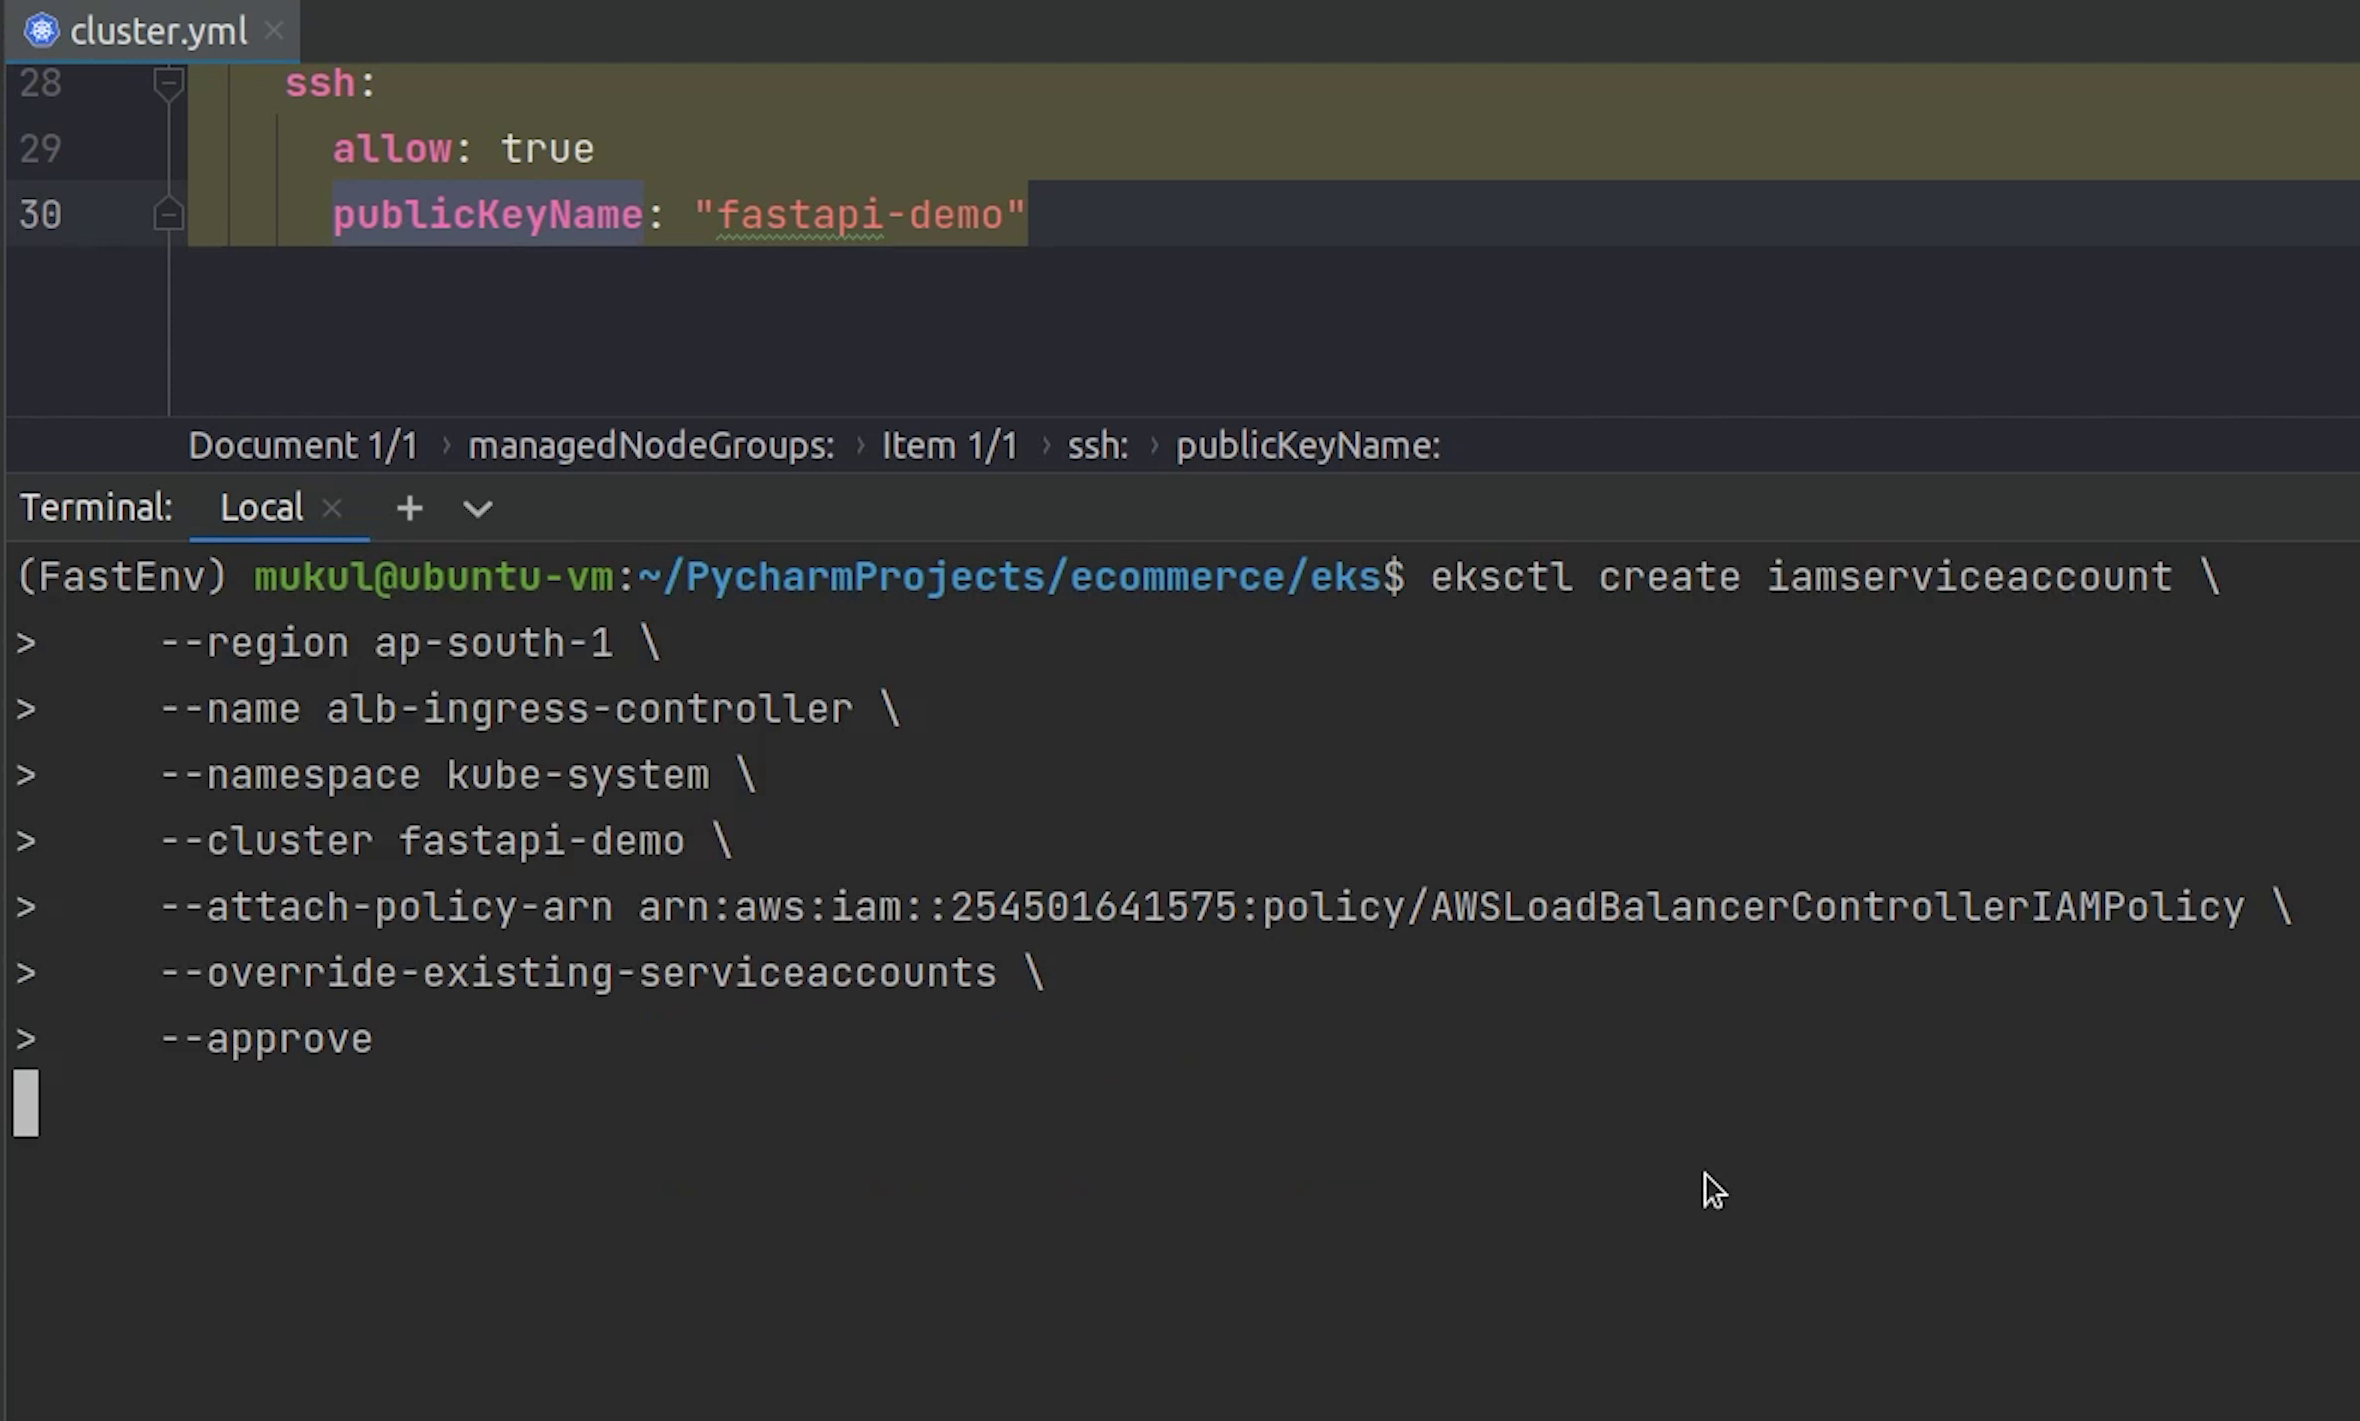 cluster.yml
28 ssh:
29 allow: true
30 publicKeyName: "fastapi-demo"
Document 1/1 › managedNodeGroups: › Item 1/1 › ssh: › publicKeyName:
Terminal: Local × + 
(FastEnv) mukul@ubuntu-vm:~/PycharmProjects/ecommerce/eks$ eksctl create iamserviceaccount \
> --region ap-south-1 \
> --name alb-ingress-controller \
> --namespace kube-system \
> --cluster fastapi-demo \
> --attach-policy-arn arn:aws:iam::254501641575:policy/AWSLoadBalancerControllerIAMPolicy \
> --override-existing-serviceaccounts \
> --approve